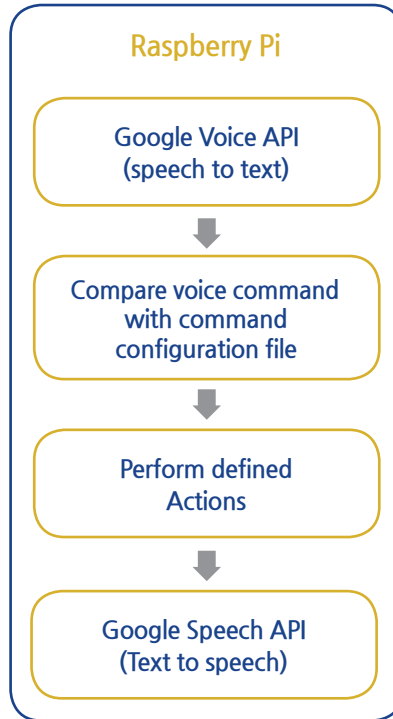 Raspberry Pi
Google Voice API
(speech to text)
Compare voice command
with command
configuration file
Perform defined
Actions
Google Speech API
(Text to speech)